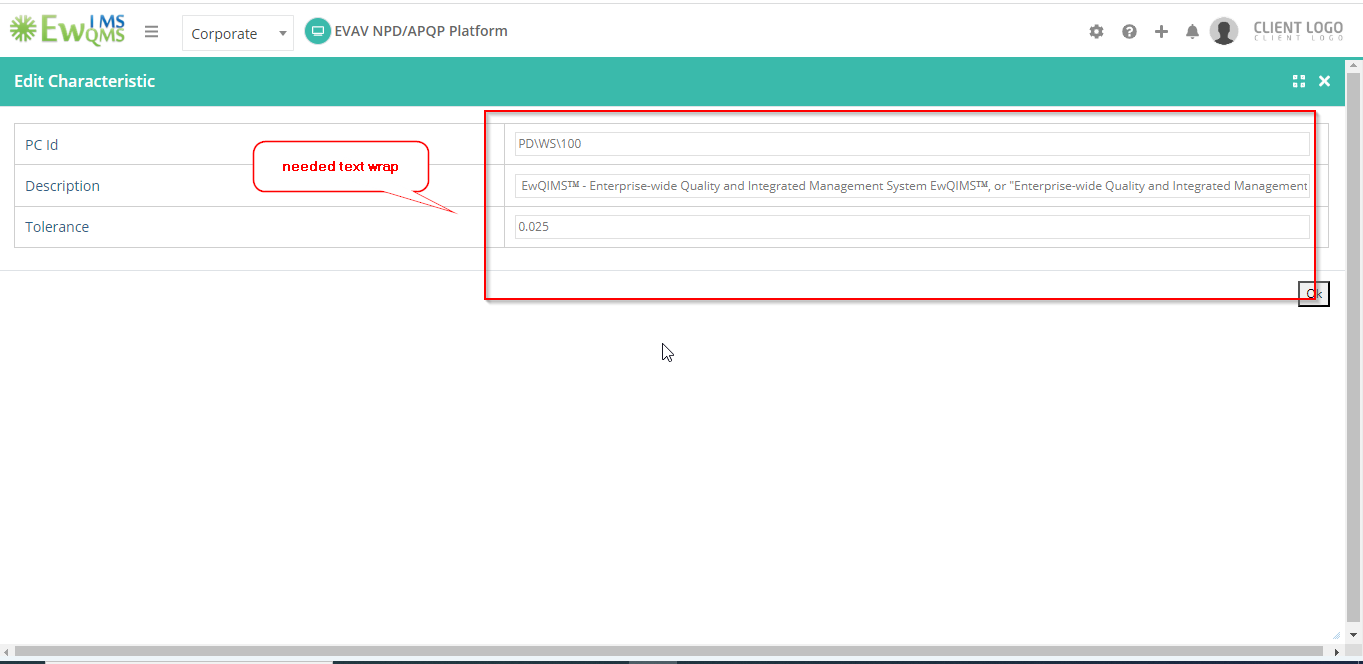 IMS
EwQMS
Corporate
EVAV NPD/APQP Platform
CLIENT LOGO
CLIENT LOGO
Edit Characteristic
PC Id
PD\WS\100
needed text wrap
Description
EwQIMS™ - Enterprise-wide Quality and Integrated Management System EwQIMS™, or "Enterprise-wide Quality and Integrated Management
Tolerance
0.025
Ok